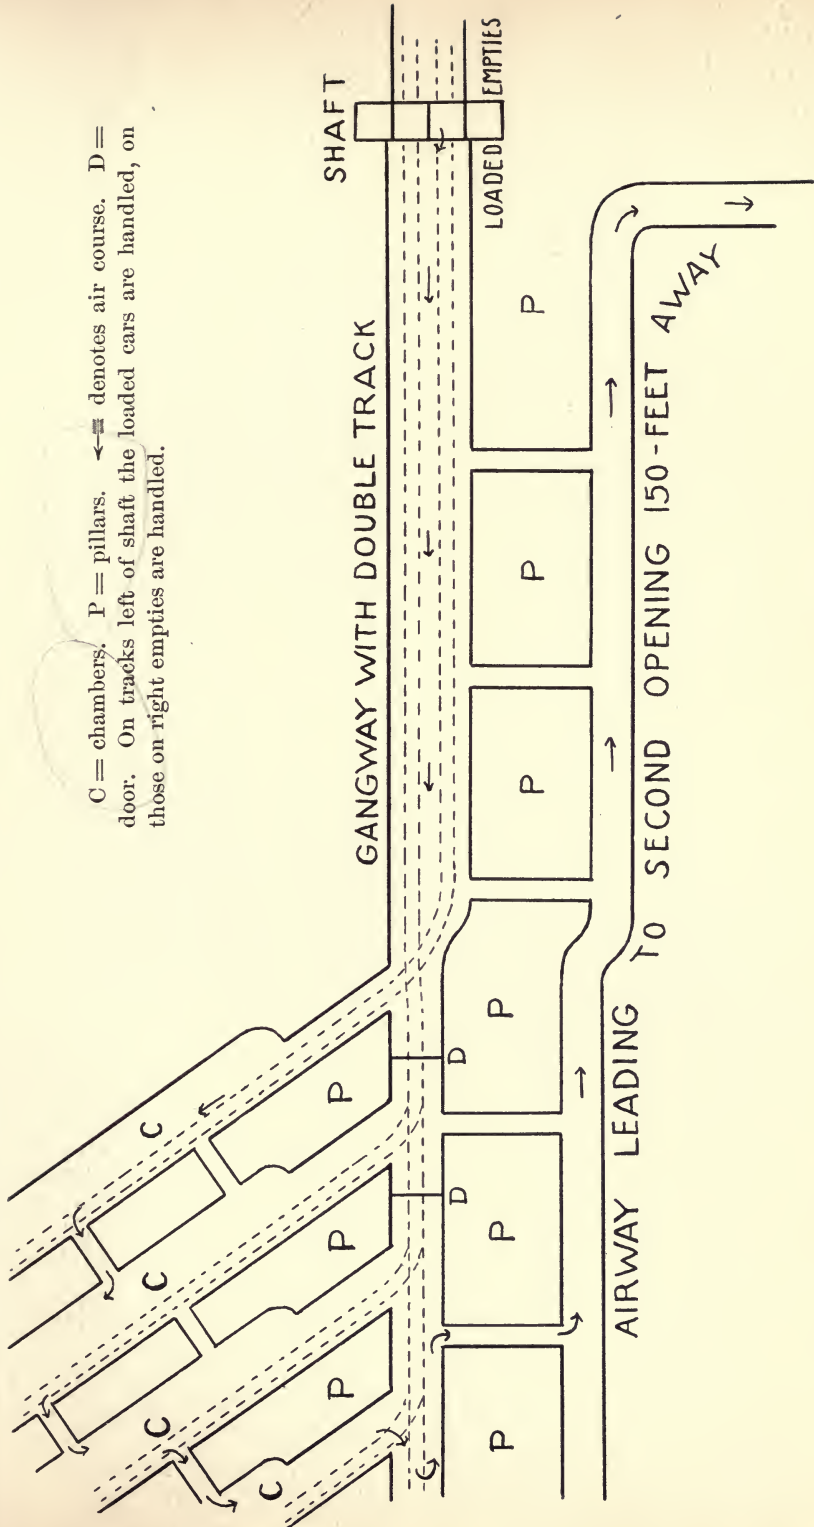 C = chambers. P = pillars. ← denotes air course. D =
door. On tracks left of shaft the loaded cars are handled, on
those on right empties are handled.
SHAFT
LOADED EMPTIES
GANGWAY WITH DOUBLE TRACK
P
P
P
P
P
P
P
P
P
D
D
C
C
C
C
AIRWAY LEADING TO SECOND OPENING 150-FEET AWAY